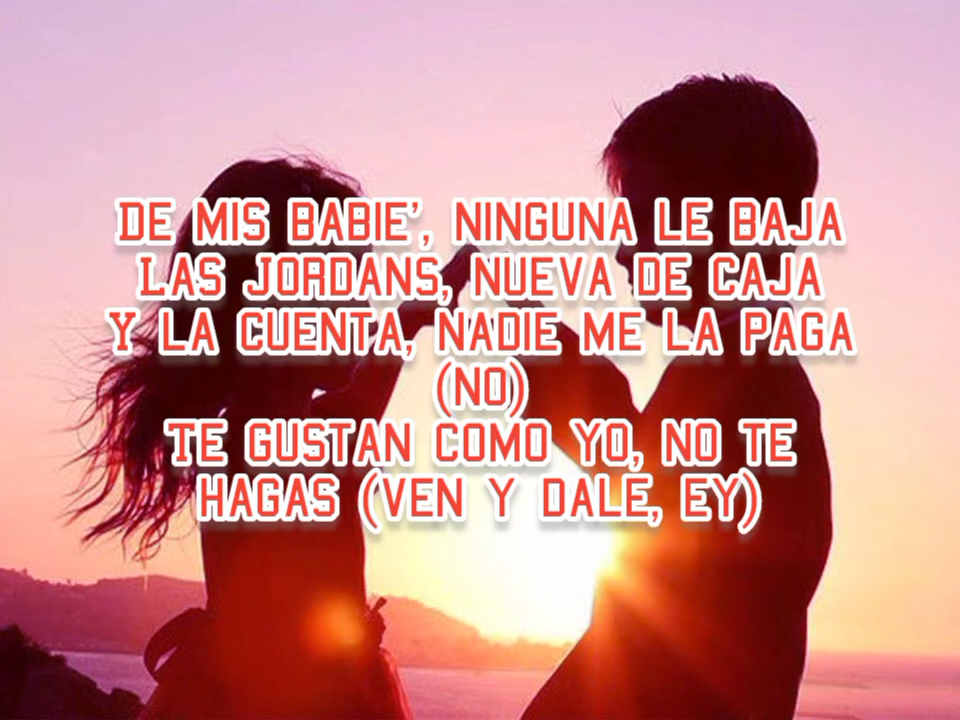 DE MIS BABIE', NINGUNA LE BAJA
LAS JORDANS, NUEVA DE CAJA
Y LA CUENTA, NADIE ME LA PAGA
(NO)
TE GUSTAN COMO YO, NO TE
HAGAS (VEN Y DALE, EY)